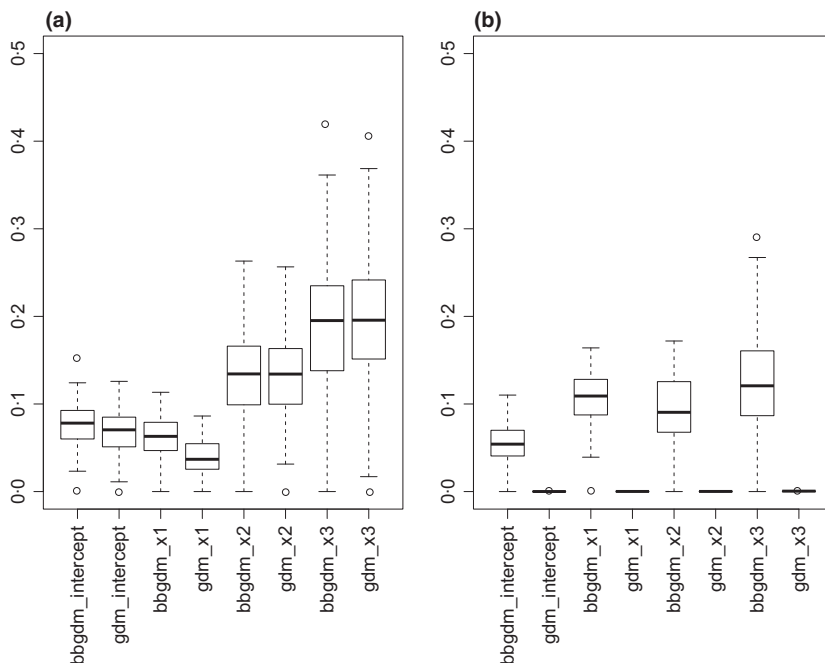 (a)
0·5
0·4
0·3
0·2
0·1
0·0
bbgdm_intercept
gdm_intercept
bbgdm_x1
gdm_x1
bbgdm_x2
gdm_x2
bbgdm_x3
gdm_x3
(b)
0·5
0·4
0·3
0·2
0·1
0·0
bbgdm_intercept
gdm_intercept
bbgdm_x1
gdm_x1
bbgdm_x2
gdm_x2
bbgdm_x3
gdm_x3